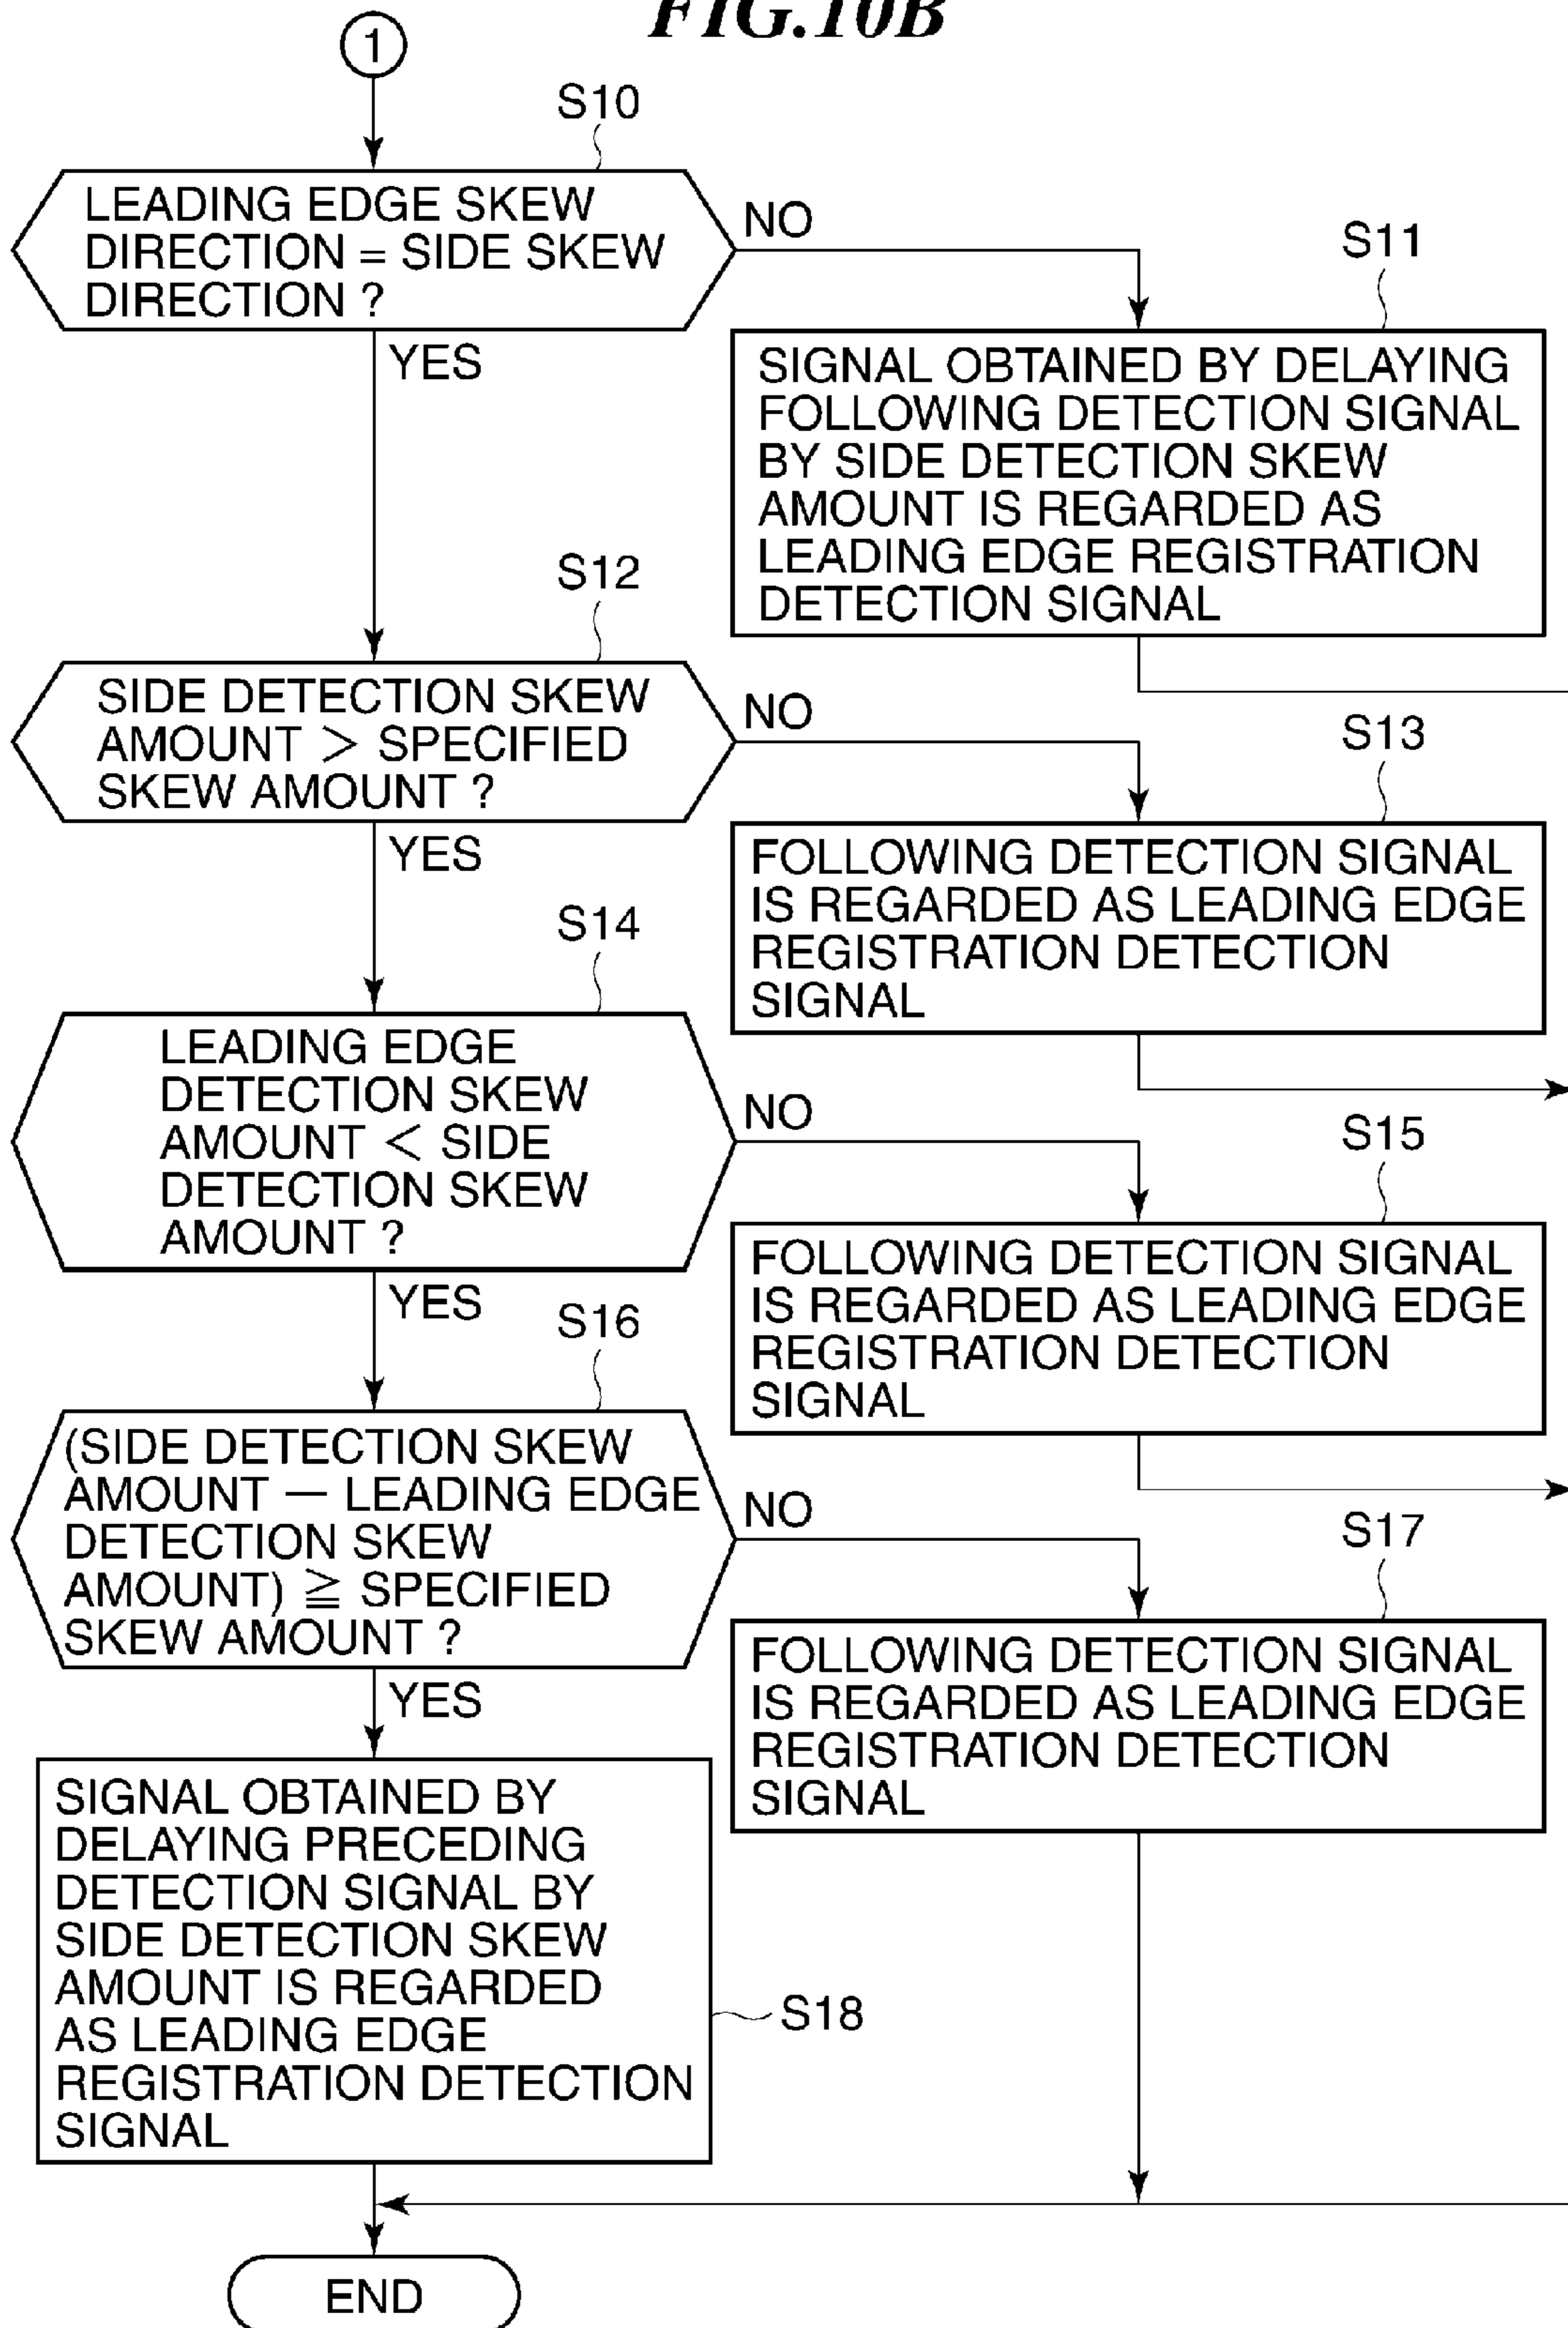 FIG.10B
1
S10
LEADING EDGE SKEW
DIRECTION = SIDE SKEW
DIRECTION ?
NO
YES
S11
SIGNAL OBTAINED BY DELAYING
FOLLOWING DETECTION SIGNAL
BY SIDE DETECTION SKEW
AMOUNT IS REGARDED AS
LEADING EDGE REGISTRATION
DETECTION SIGNAL
S12
SIDE DETECTION SKEW
AMOUNT > SPECIFIED
SKEW AMOUNT ?
NO
YES
S13
FOLLOWING DETECTION SIGNAL
IS REGARDED AS LEADING EDGE
REGISTRATION DETECTION
SIGNAL
S14
LEADING EDGE
DETECTION SKEW
AMOUNT < SIDE
DETECTION SKEW
AMOUNT ?
NO
YES
S15
FOLLOWING DETECTION SIGNAL
IS REGARDED AS LEADING EDGE
REGISTRATION DETECTION
SIGNAL
S16
(SIDE DETECTION SKEW
AMOUNT — LEADING EDGE
DETECTION SKEW
AMOUNT) ≧ SPECIFIED
SKEW AMOUNT ?
NO
YES
S17
FOLLOWING DETECTION SIGNAL
IS REGARDED AS LEADING EDGE
REGISTRATION DETECTION
SIGNAL
SIGNAL OBTAINED BY
DELAYING PRECEDING
DETECTION SIGNAL BY
SIDE DETECTION SKEW
AMOUNT IS REGARDED
AS LEADING EDGE
REGISTRATION DETECTION
SIGNAL
S18
END